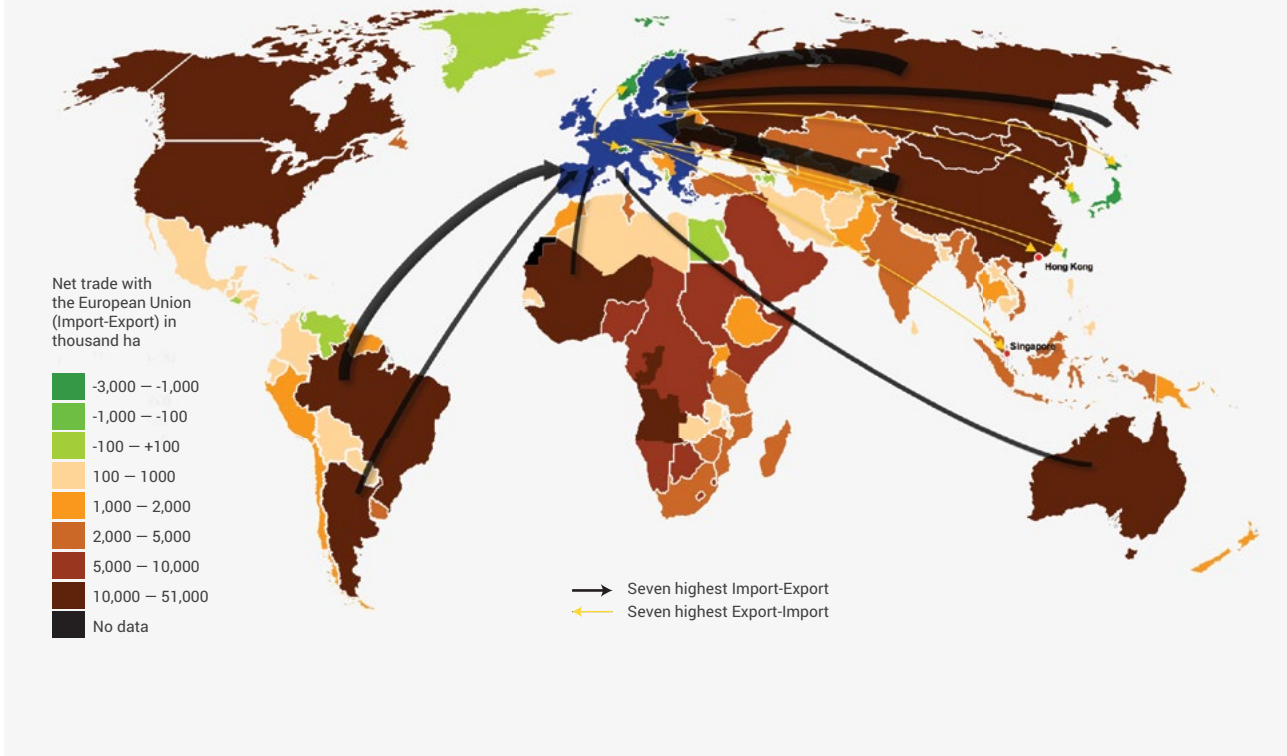 Hong Kong
Singapore
Net trade with
the European Union
(Import-Export) in
thousand ha
-3,000 — -1,000
-1,000 — -100
-100 — +100
100 — 1000
1,000 — 2,000
2,000 — 5,000
5,000 — 10,000
10,000 — 51,000
No data
Seven highest Import-Export
Seven highest Export-Import